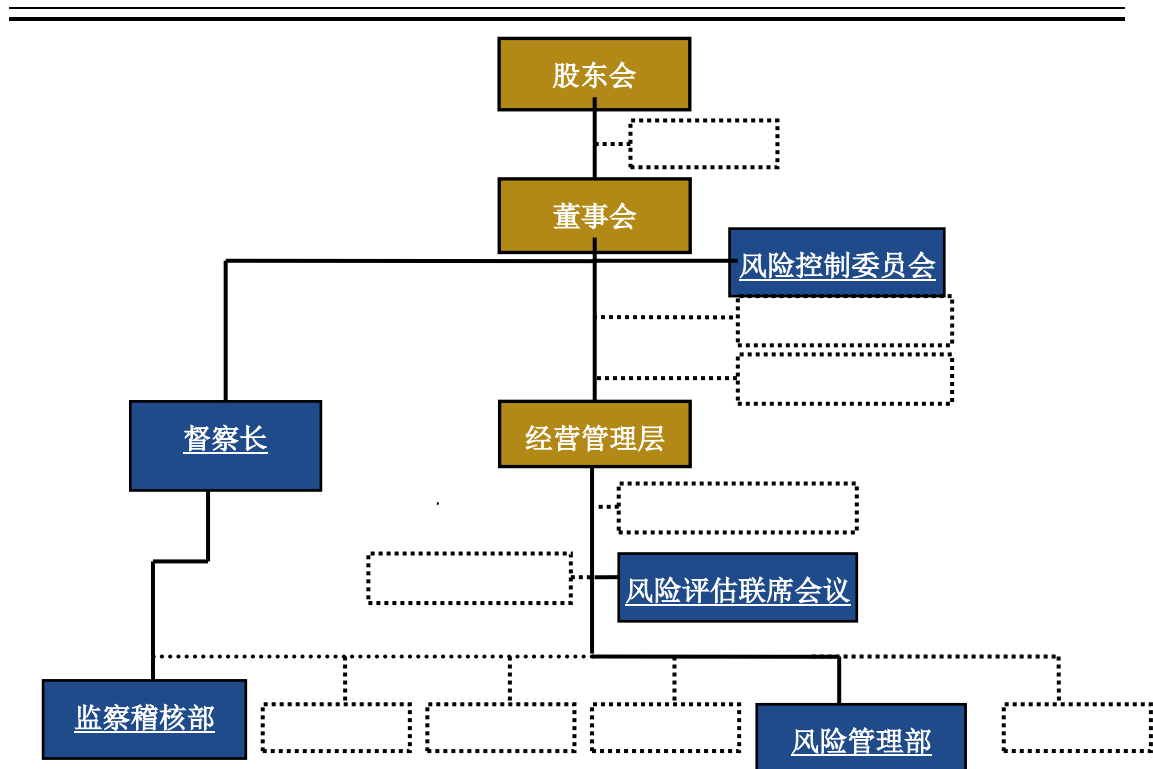 股东会
董事会
风险控制委员会
督察长
经营管理层
风险评估联席会议
监察稽核部
风险管理部